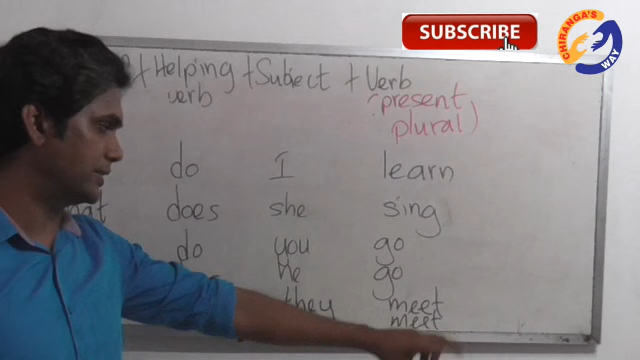 SUBSCRIBE
CHIRANGA'S
WAY
+ Helping + Subject + Verb
verb (present
plural)
do I learn
does she sing
do you go
he go
they meet
meet